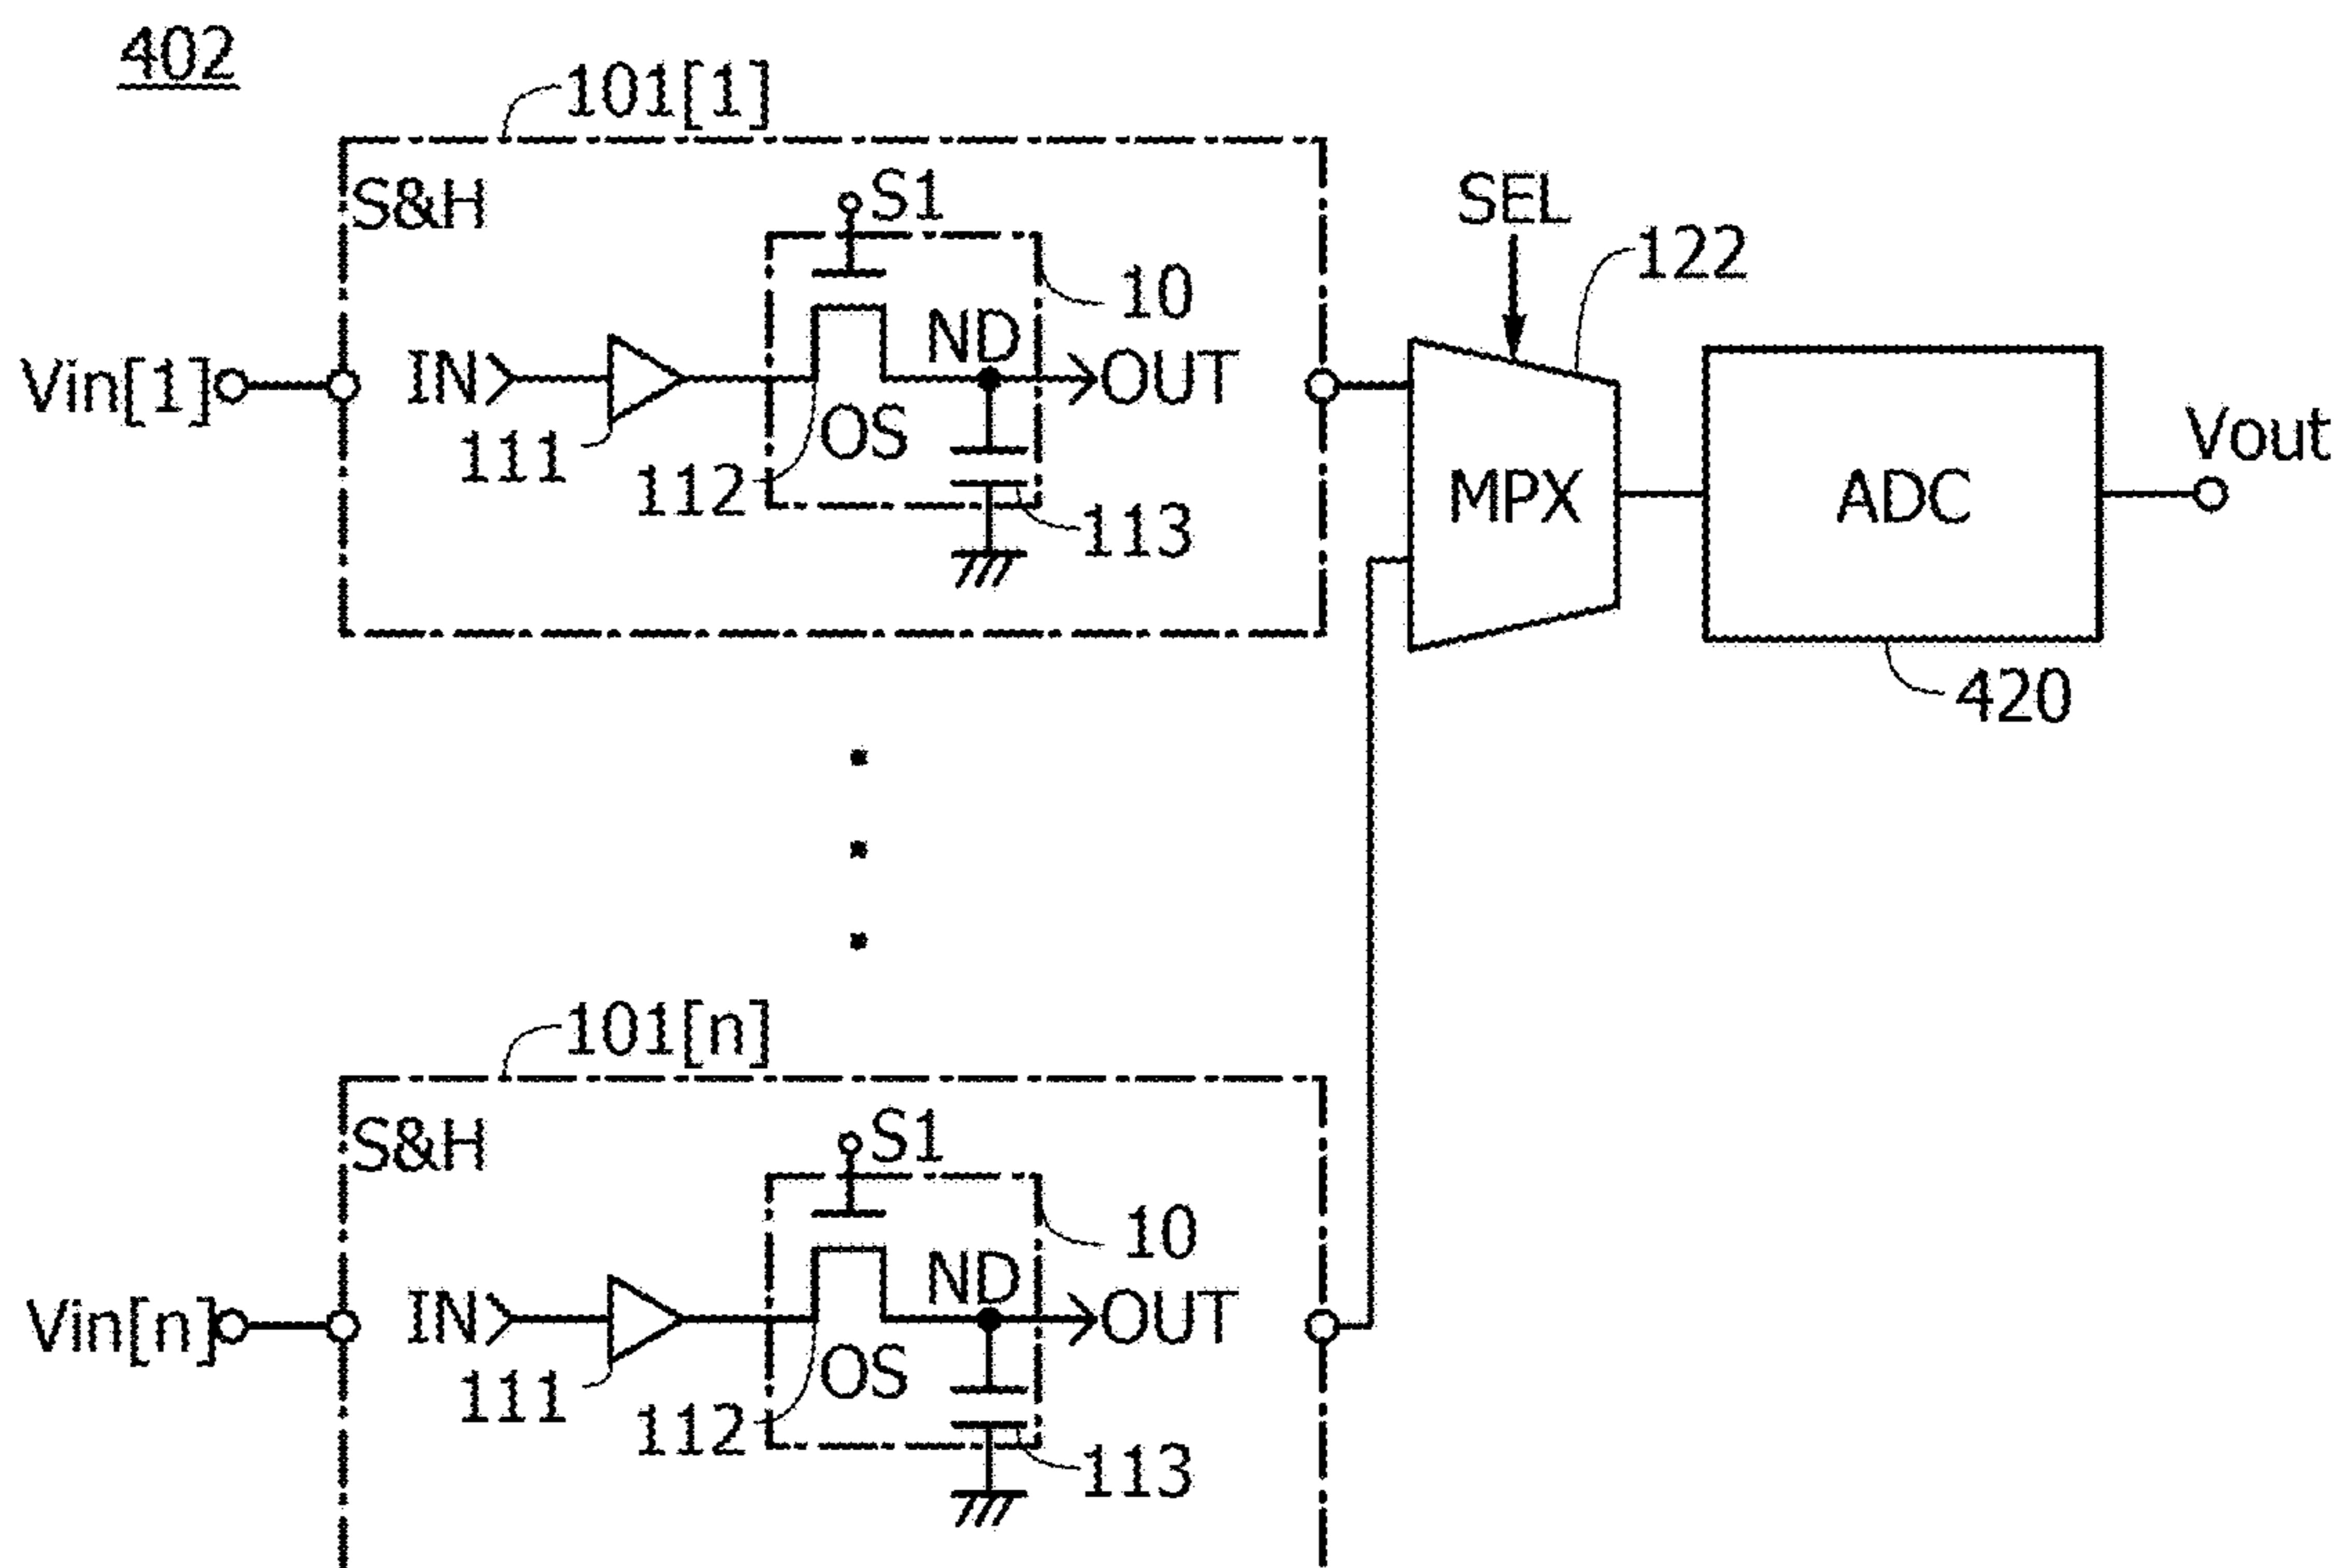 402
101[1]
S&H
S1
SEL
122
10
ND
Vin[1]
IN
OUT
OS
111
112
113
MPX
ADC
Vout
420
101[n]
S&H
S1
10
ND
Vin[n]
IN
OUT
OS
111
112
113